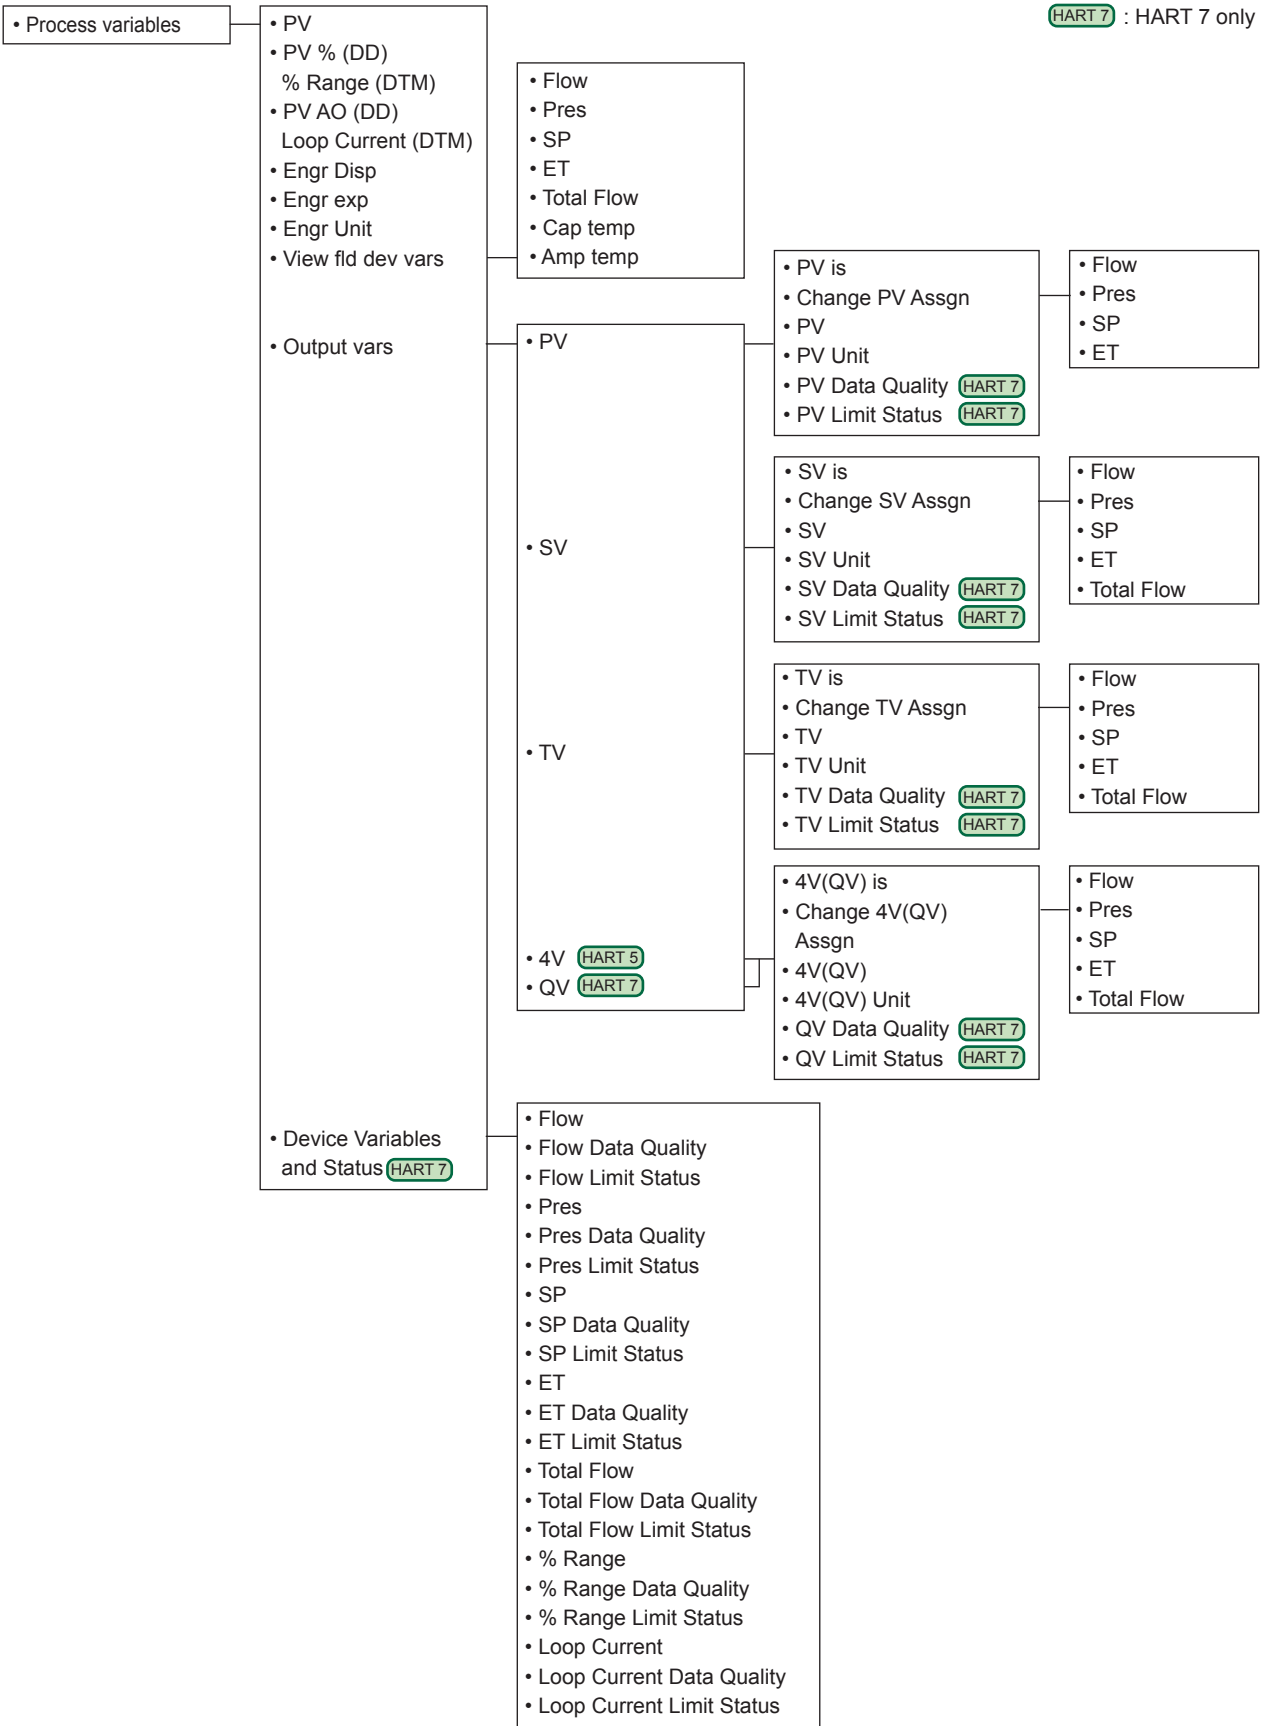 HART 7 : HART 7 only
• Process variables
• PV
• PV % (DD)
% Range (DTM)
• PV AO (DD)
Loop Current (DTM)
• Engr Disp
• Engr exp
• Engr Unit
• View fld dev vars
• Output vars
• Device Variables
and Status HART 7
• Flow
• Pres
• SP
• ET
• Total Flow
• Cap temp
• Amp temp
• PV
• SV
• TV
• 4V HART 5
• QV HART 7
• PV is
• Change PV Assgn
• PV
• PV Unit
• PV Data Quality HART 7
• PV Limit Status HART 7
• Flow
• Pres
• SP
• ET
• SV is
• Change SV Assgn
• SV
• SV Unit
• SV Data Quality HART 7
• SV Limit Status HART 7
• Flow
• Pres
• SP
• ET
• Total Flow
• TV is
• Change TV Assgn
• TV
• TV Unit
• TV Data Quality HART 7
• TV Limit Status HART 7
• Flow
• Pres
• SP
• ET
• Total Flow
• 4V(QV) is
• Change 4V(QV)
Assgn
• 4V(QV)
• 4V(QV) Unit
• QV Data Quality HART 7
• QV Limit Status HART 7
• Flow
• Pres
• SP
• ET
• Total Flow
• Flow
• Flow Data Quality
• Flow Limit Status
• Pres
• Pres Data Quality
• Pres Limit Status
• SP
• SP Data Quality
• SP Limit Status
• ET
• ET Data Quality
• ET Limit Status
• Total Flow
• Total Flow Data Quality
• Total Flow Limit Status
• % Range
• % Range Data Quality
• % Range Limit Status
• Loop Current
• Loop Current Data Quality
• Loop Current Limit Status